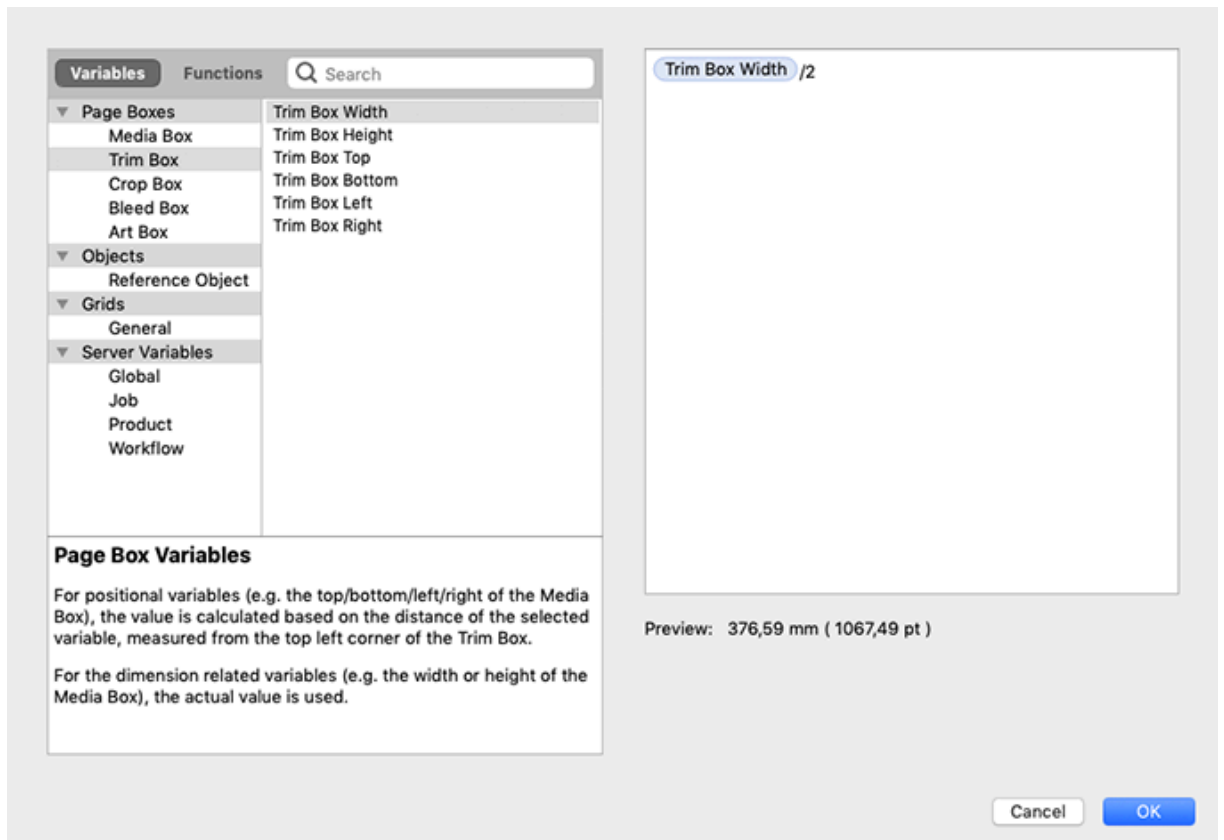 Variables Functions Search
Page Boxes
Media Box
Trim Box
Crop Box
Bleed Box
Art Box
Objects
Reference Object
Grids
General
Server Variables
Global
Job
Product
Workflow
Trim Box Width
Trim Box Height
Trim Box Top
Trim Box Bottom
Trim Box Left
Trim Box Right
Page Box Variables
For positional variables (e.g. the top/bottom/left/right of the Media
Box), the value is calculated based on the distance of the selected
variable, measured from the top left corner of the Trim Box.
For the dimension related variables (e.g. the width or height of the
Media Box), the actual value is used.
Trim Box Width /2
Preview: 376,59 mm ( 1067,49 pt )
Cancel OK